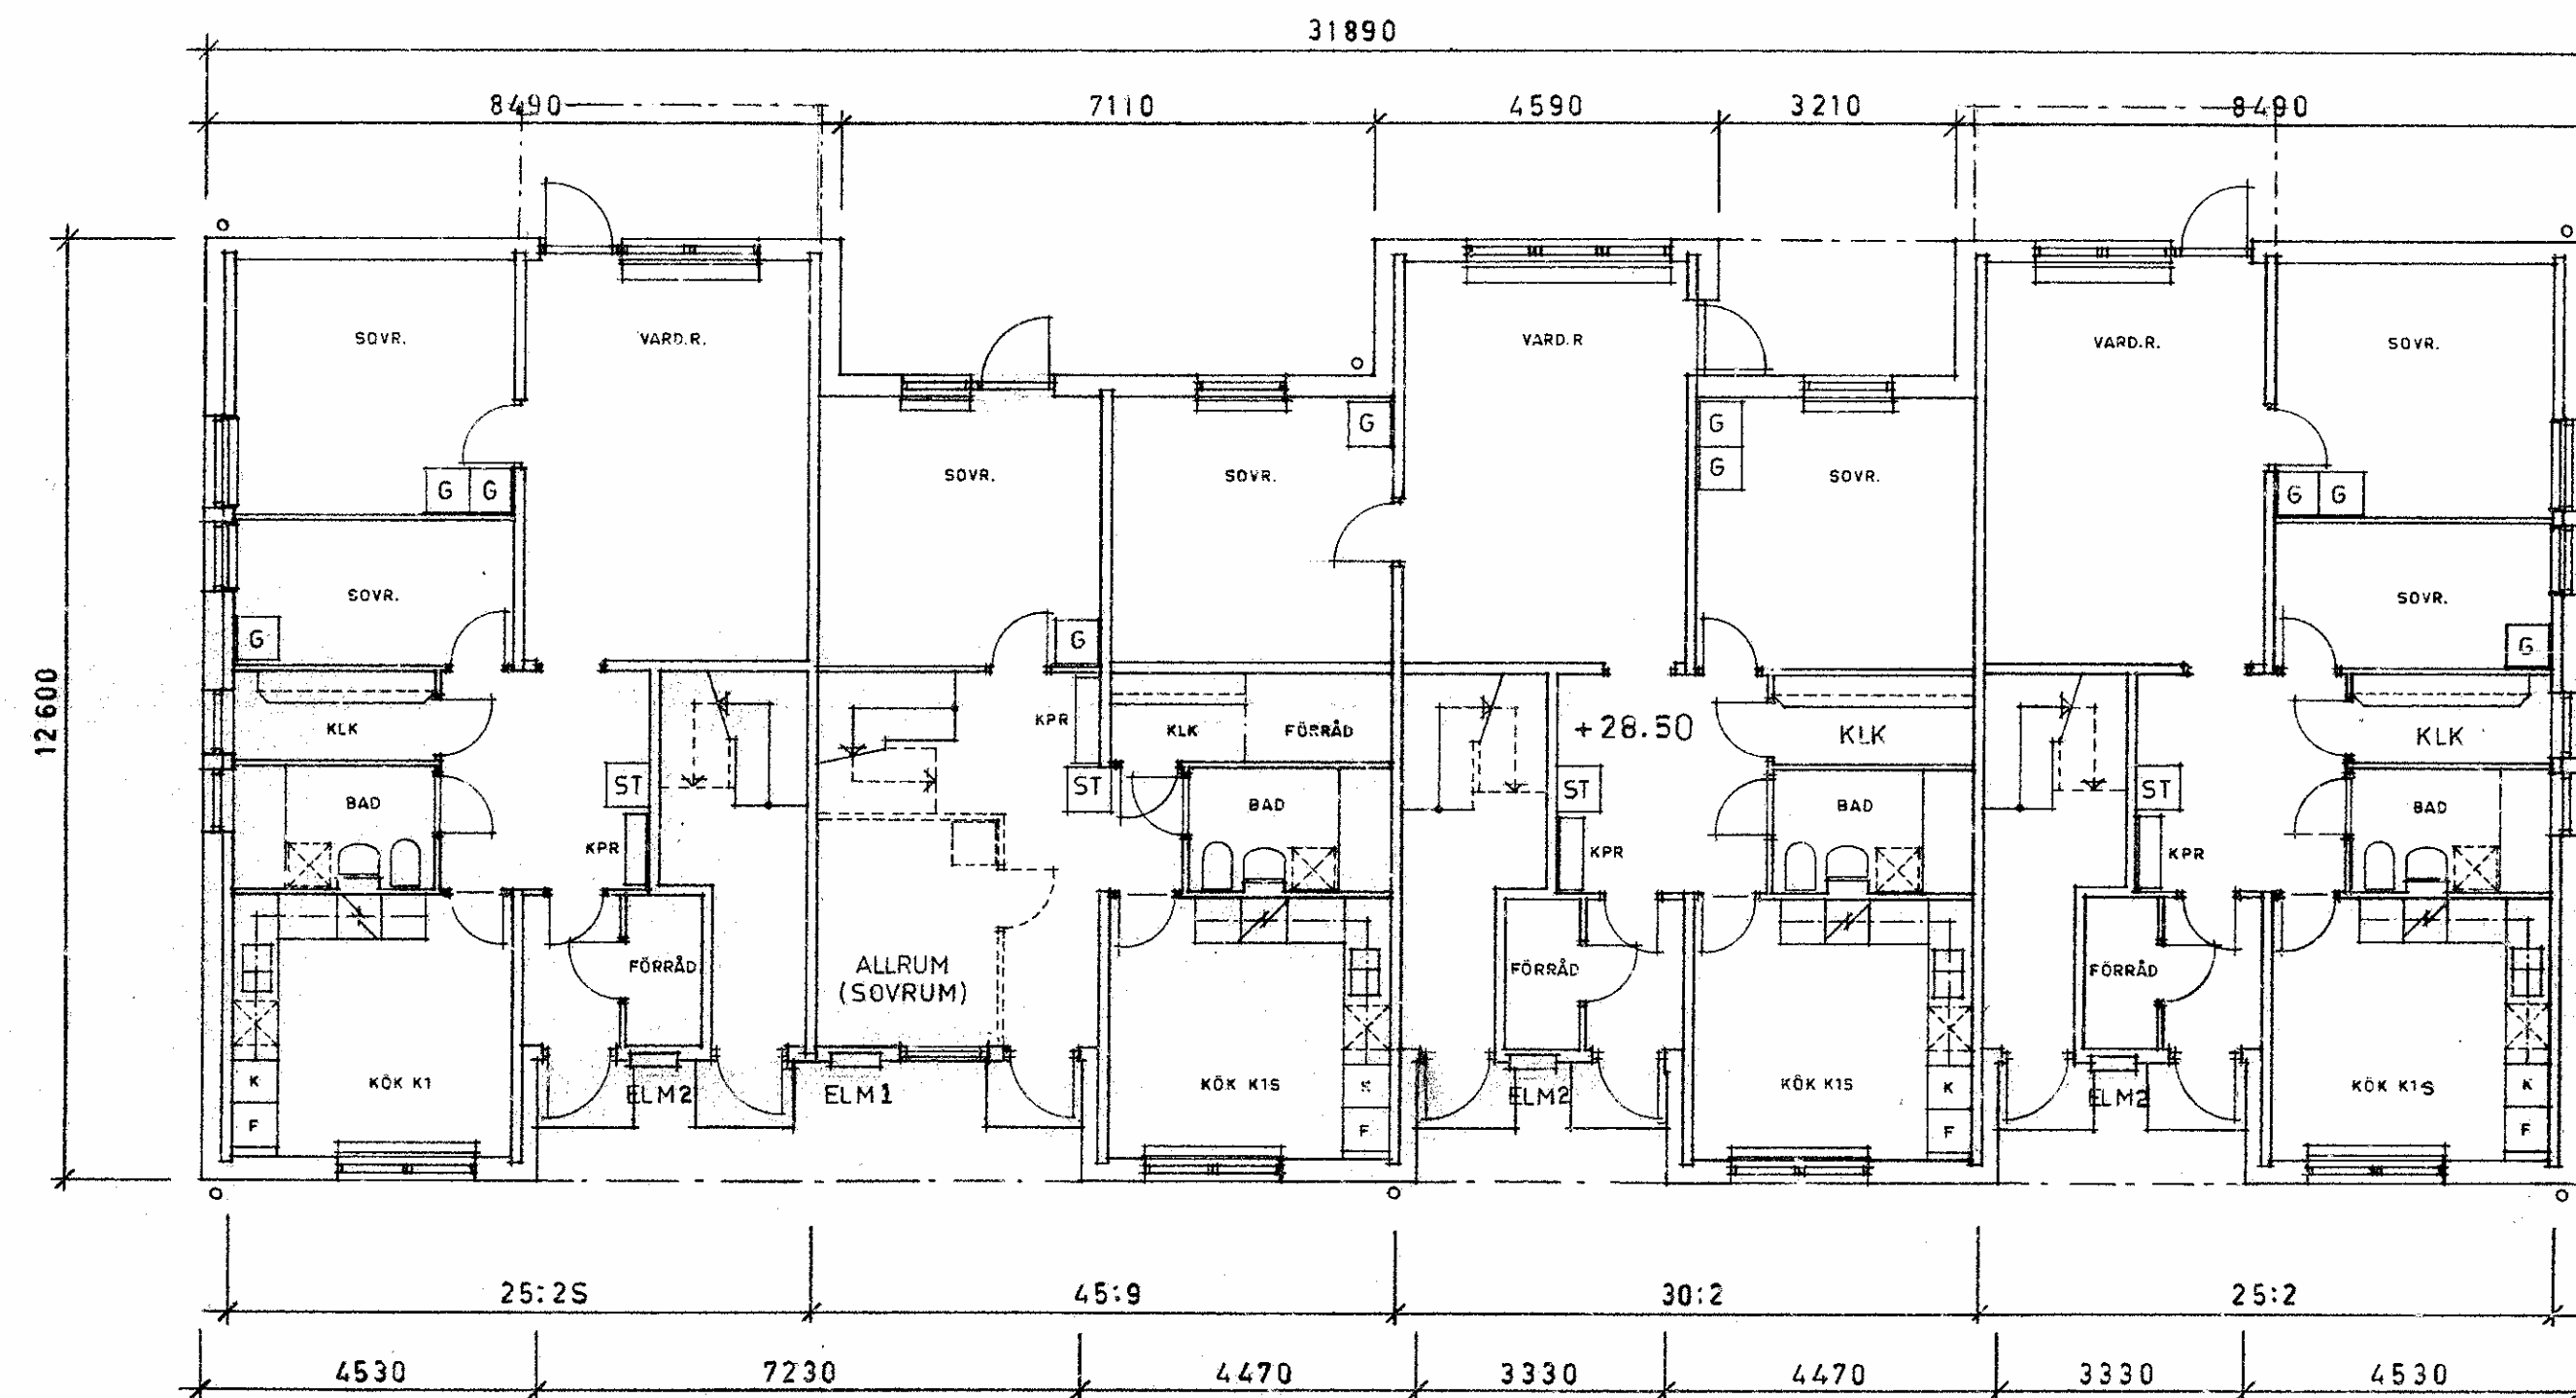 31890
8490 7110 4590 3210 8490
SOVR. VARD.R. VARD.R VARD.R. SOVR.
G
G
SOVR. SOVR. G SOVR.
G G G G
SOVR. SOVR.
G G G
12600
KPR
KLK KLK FÖRRÅD +28.50 KLK KLK
ST ST ST ST
BAD BAD BAD BAD
KPR KPR KPR
ALLRUM
(SOVRUM)
FÖRRÅD FÖRRÅD FÖRRÅD
K KÖK K1 KÖK K1S K KÖK K1S K KÖK K1S K
ELM2 ELM1 ELM2 ELM2
F F F F
25:2S 45:9 30:2 25:2
4530 7230 4470 3330 4470 3330 4530